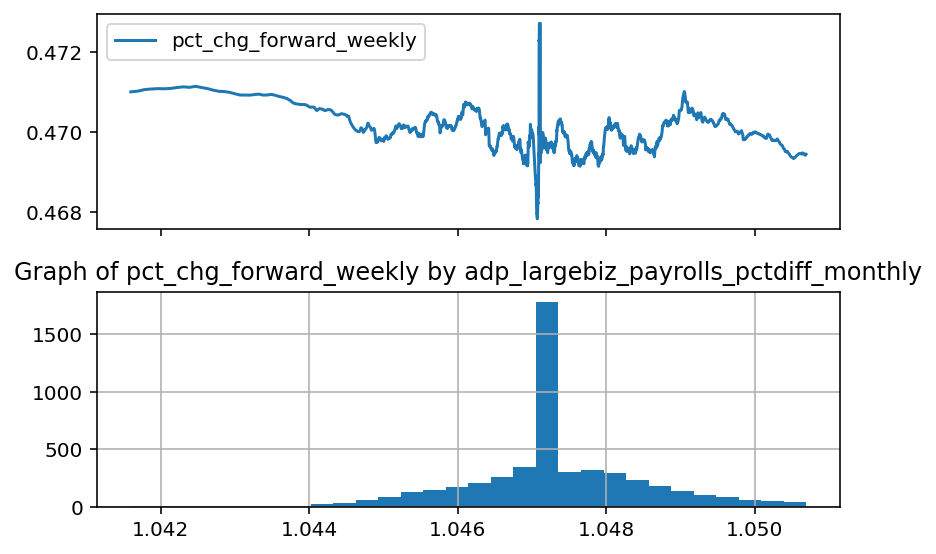 pct_chg_forward_weekly
0.472
0.470
0.468
Graph of pct_chg_forward_weekly by adp_largebiz_payrolls_pctdiff_monthly
1500
1000
500
0
1.042 1.044 1.046 1.048 1.050